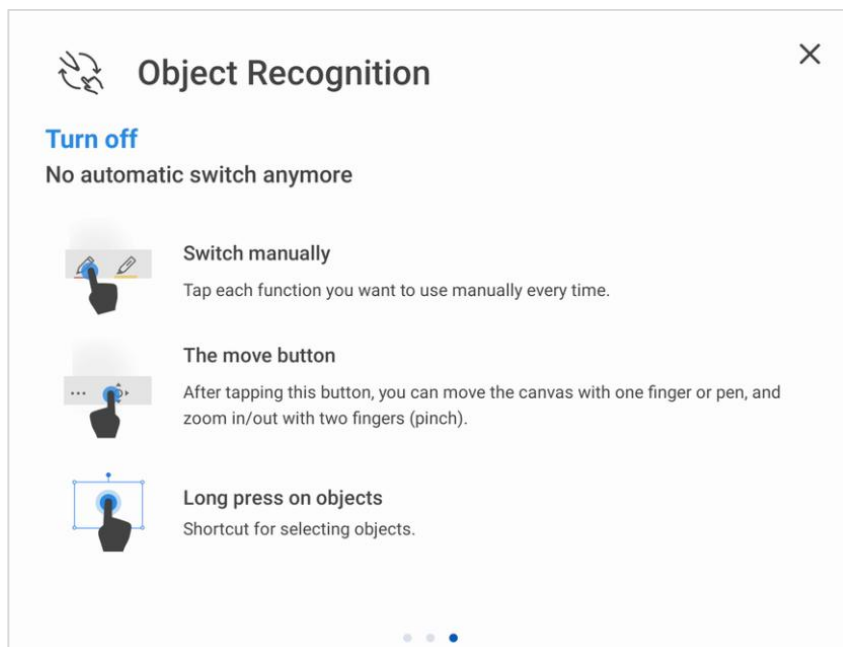 Object Recognition
Turn off
No automatic switch anymore
Switch manually
Tap each function you want to use manually every time.
The move button
After tapping this button, you can move the canvas with one finger or pen, and
zoom in/out with two fingers (pinch).
Long press on objects
Shortcut for selecting objects.